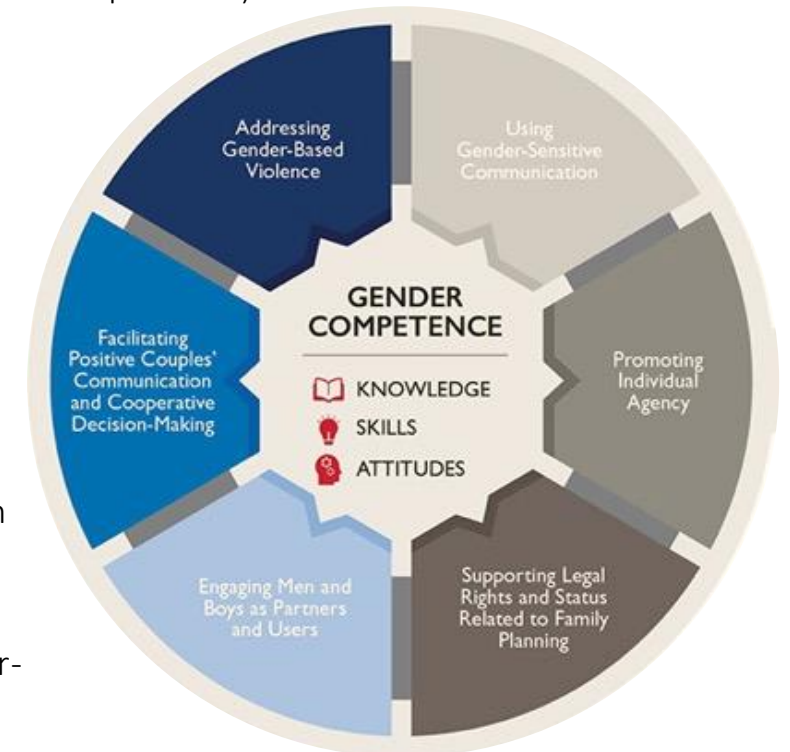 Addressing
Gender-Based
Violence
Using
Gender-Sensitive
Communication
Facilitating
Positive Couples’
Communication
and Cooperative
Decision-Making
GENDER
COMPETENCE
KNOWLEDGE
SKILLS
ATTITUDES
Promoting
Individual
Agency
Engaging Men and
Boys as Partners
and Users
Supporting Legal
Rights and Status
Related to Family
Planning
r-